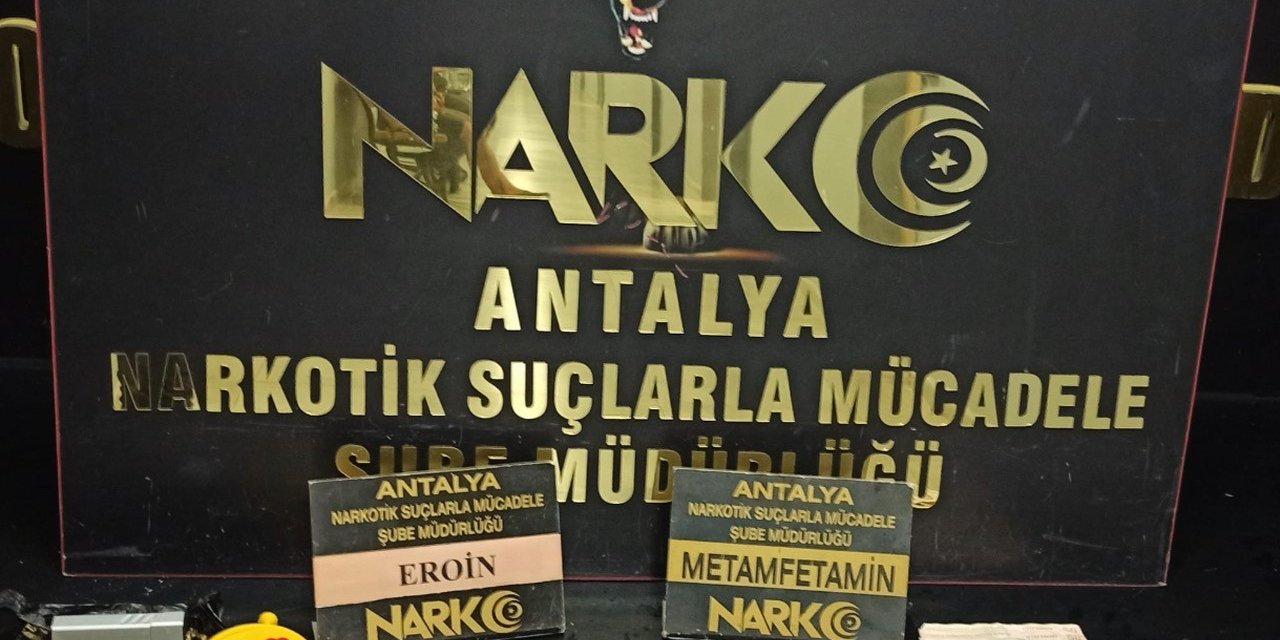 NARKO
ANTALYA
NARKOTİK SUÇLARLA MÜCADELE
ŞUBE MÜDÜRLÜĞÜ
ANTALYA
NARKOTİK SUÇLARLA MÜCADELE
ŞUBE MÜDÜRLÜĞÜ
EROİN
NARKO
ANTALYA
NARKOTİK SUÇLARLA MÜCADELE
ŞUBE MÜDÜRLÜĞÜ
METAMFETAMİN
NARKO